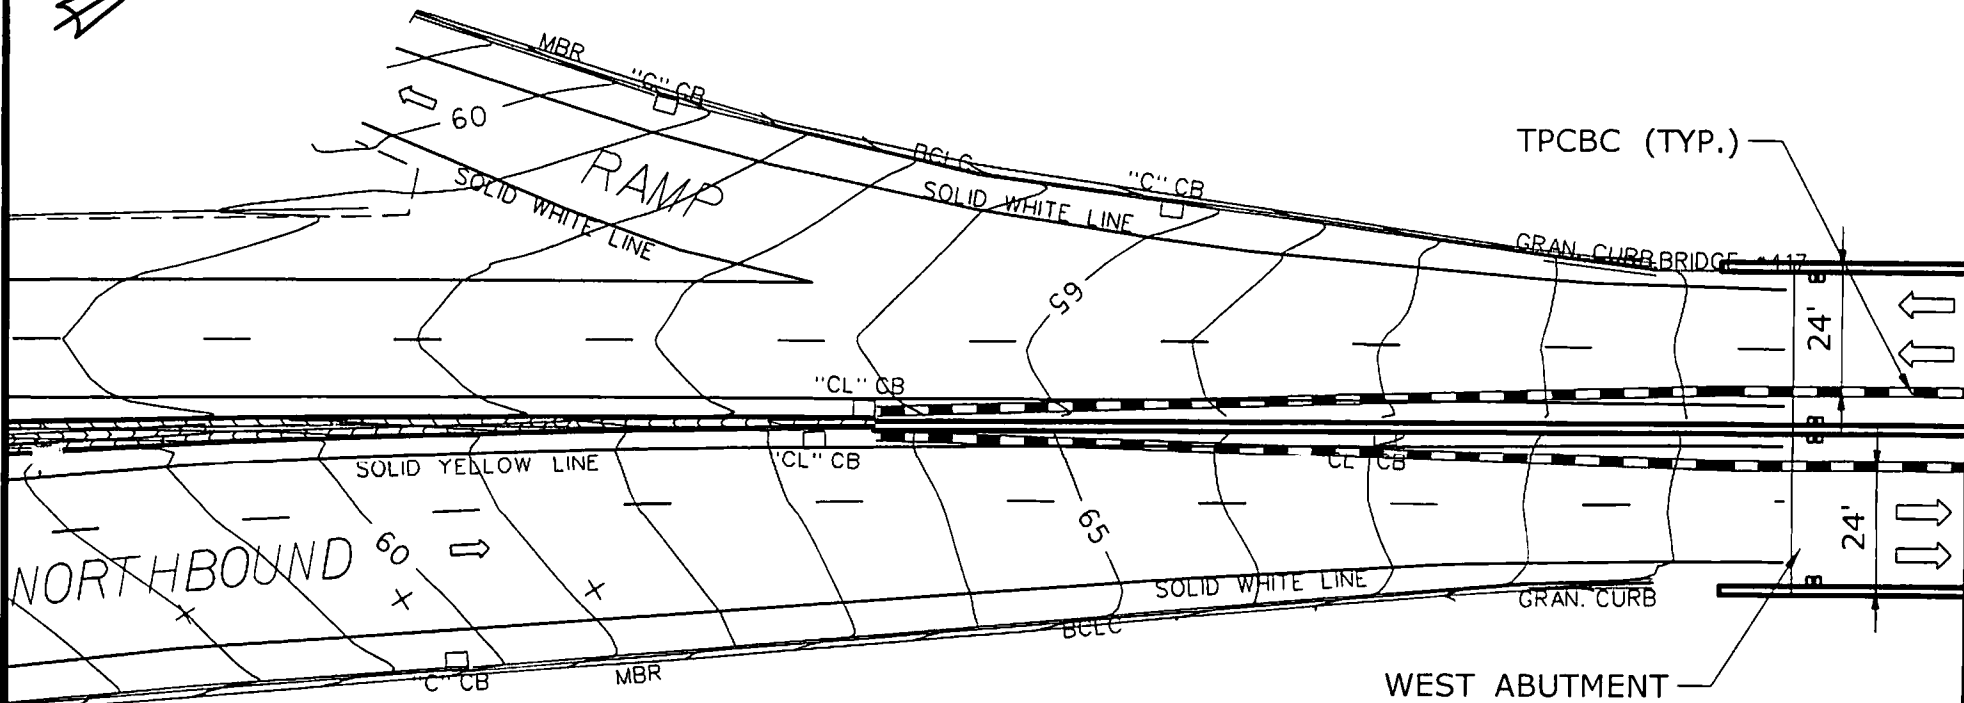 MBR
"C" CB
60
RAMP
BCLC
"C" CB
TPCBC (TYP.)
SOLID WHITE LINE
SOLID WHITE LINE
GRAN. CURB
BRIDGE
65
24'
"CL" CB
SOLID YELLOW LINE
"CL" CB
"CL" CB
NORTHBOUND
60
65
24'
SOLID WHITE LINE
GRAN. CURB
BCLC
"C" CB
MBR
WEST ABUTMENT